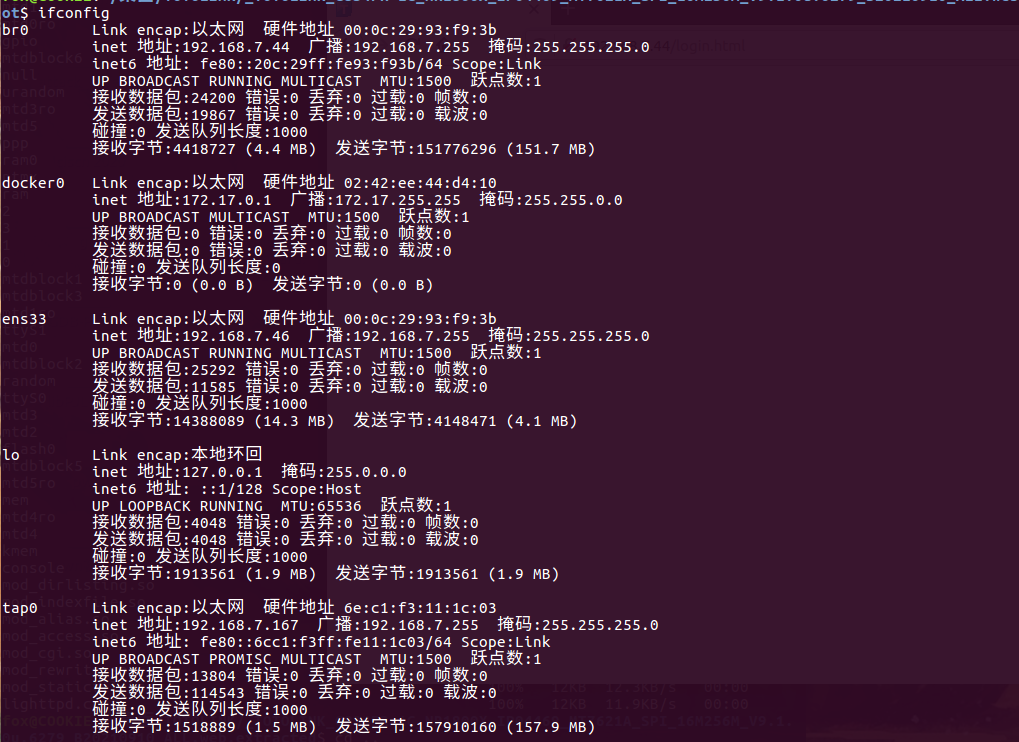 ot$ ifconfig
br0 Link encap:以太网 硬件地址 00:0c:29:93:f9:3b
inet 地址:192.168.7.44 广播:192.168.7.255 掩码:255.255.255.0
inet6 地址: fe80::20c:29ff:fe93:f93b/64 Scope:Link
UP BROADCAST RUNNING MULTICAST MTU:1500 跃点数:1
接收数据包:24200 错误:0 丢弃:0 过载:0 帧数:0
发送数据包:19867 错误:0 丢弃:0 过载:0 载波:0
碰撞:0 发送队列长度:1000
接收字节:4418727 (4.4 MB) 发送字节:151776296 (151.7 MB)
docker0 Link encap:以太网 硬件地址 02:42:ee:44:d4:10
inet 地址:172.17.0.1 广播:172.17.255.255 掩码:255.255.0.0
UP BROADCAST MULTICAST MTU:1500 跃点数:1
接收数据包:0 错误:0 丢弃:0 过载:0 帧数:0
发送数据包:0 错误:0 丢弃:0 过载:0 载波:0
碰撞:0 发送队列长度:0
接收字节:0 (0.0 B) 发送字节:0 (0.0 B)
ens33 Link encap:以太网 硬件地址 00:0c:29:93:f9:3b
inet 地址:192.168.7.46 广播:192.168.7.255 掩码:255.255.255.0
UP BROADCAST RUNNING MULTICAST MTU:1500 跃点数:1
接收数据包:25292 错误:0 丢弃:0 过载:0 帧数:0
发送数据包:11585 错误:0 丢弃:0 过载:0 载波:0
碰撞:0 发送队列长度:1000
接收字节:14388089 (14.3 MB) 发送字节:4148471 (4.1 MB)
lo Link encap:本地环回
inet 地址:127.0.0.1 掩码:255.0.0.0
inet6 地址: ::1/128 Scope:Host
UP LOOPBACK RUNNING MTU:65536 跃点数:1
接收数据包:4048 错误:0 丢弃:0 过载:0 帧数:0
发送数据包:4048 错误:0 丢弃:0 过载:0 载波:0
碰撞:0 发送队列长度:1000
接收字节:1913561 (1.9 MB) 发送字节:1913561 (1.9 MB)
tap0 Link encap:以太网 硬件地址 6e:c1:f3:11:1c:03
inet 地址:192.168.7.167 广播:192.168.7.255 掩码:255.255.255.0
inet6 地址: fe80::6cc1:f3ff:fe11:1c03/64 Scope:Link
UP BROADCAST PROMISC MULTICAST MTU:1500 跃点数:1
接收数据包:13804 错误:0 丢弃:0 过载:0 帧数:0
发送数据包:114543 错误:0 丢弃:0 过载:0 载波:0
碰撞:0 发送队列长度:1000
接收字节:1518889 (1.5 MB) 发送字节:157910160 (157.9 MB)